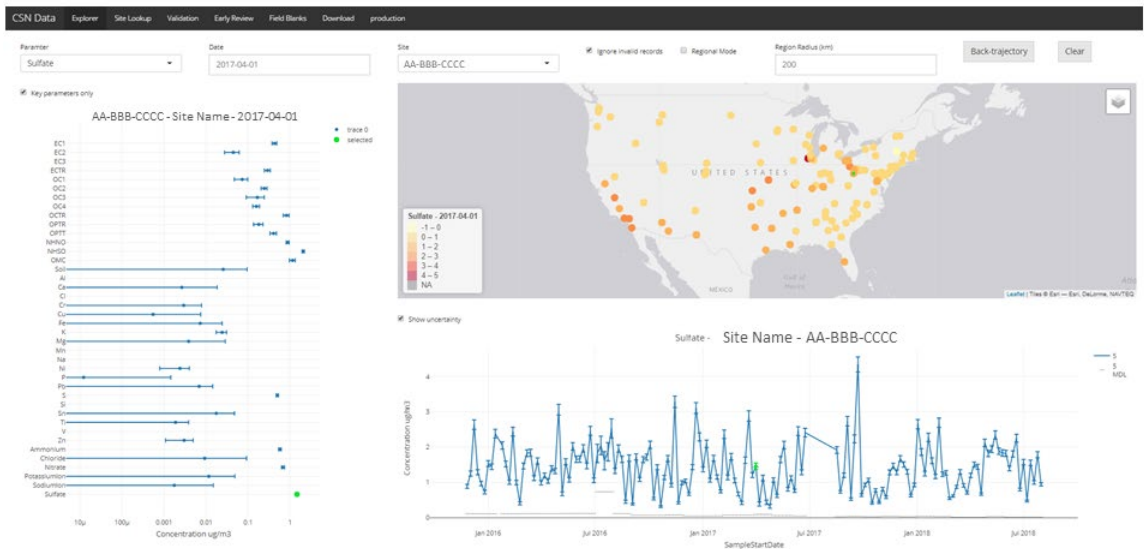 CSN Data Explorer Site Lookup Validation Early Review Field Blanks Download production
Paramter Date Site Ignore invalid records Regional Mode Region Radius (km) Back-trajectory Clear
Sulfate 2017-04-01 AA-BBB-CCCC 200
Key parameters only
AA-BBB-CCCC - Site Name - 2017-04-01
trace 0
selected
EC1
EC2
EC3
ECTR
OC1
OC2
OC3
OC4
OCTR
OPTR
OPTT
NHNO
NHSO
OMC
Soil
Al
Ca
Cl
Cr
Cu
Fe
K
Mg
Mn
Na
Ni
P
Pb
S
Si
Sn
Ti
V
Zn
Ammonium
Chloride
Nitrate
PotassiumIon
SodiumIon
Sulfate
10μ 100μ 0.001 0.01 0.1 1
Concentration ug/m3
UNITED STATES
Gulf of
Mexico
MÉXICO
Sulfate - 2017-04-01
-1 – 0
0 – 1
1 – 2
2 – 3
3 – 4
4 – 5
NA
Leaflet | Tiles © Esri — Esri, DeLorme, NAVTEQ
Show uncertainty
Sulfate - Site Name - AA-BBB-CCCC
S
S
MDL
Concentration ug/m3
4
3
2
1
0
Jan 2016 Jul 2016 Jan 2017 Jul 2017 Jan 2018 Jul 2018
SampleStartDate